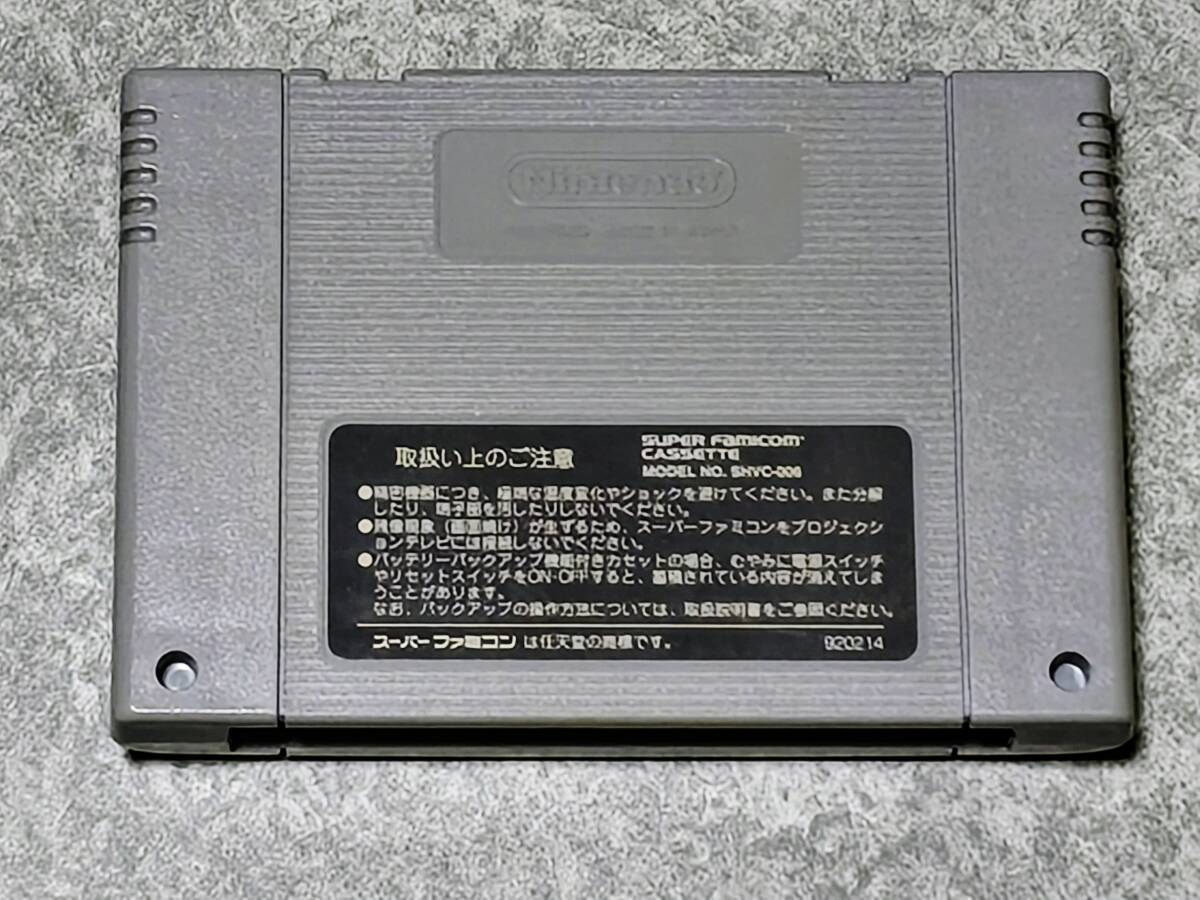 Nintendo
取扱い上のご注意
SUPER FAMICOM
CASSETTE
MODEL NO. SHVC-006
●精密機器につき、極端な温度変化やショックを避けてください。また分解
したり、端子部を汚したりしないでください。
●残像現象（画面焼け）が生ずるため、スーパーファミコンをプロジェクシ
ョンテレビには接続しないでください。
●バッテリーバックアップ機能付きカセットの場合、むやみに電源スイッチ
やリセットスイッチをON・OFFすると、蓄積されている内容が消えてしま
うことがあります。
なお、バックアップの操作方法については、取扱説明書をご参照ください。
スーパーファミコン は任天堂の商標です。
920214